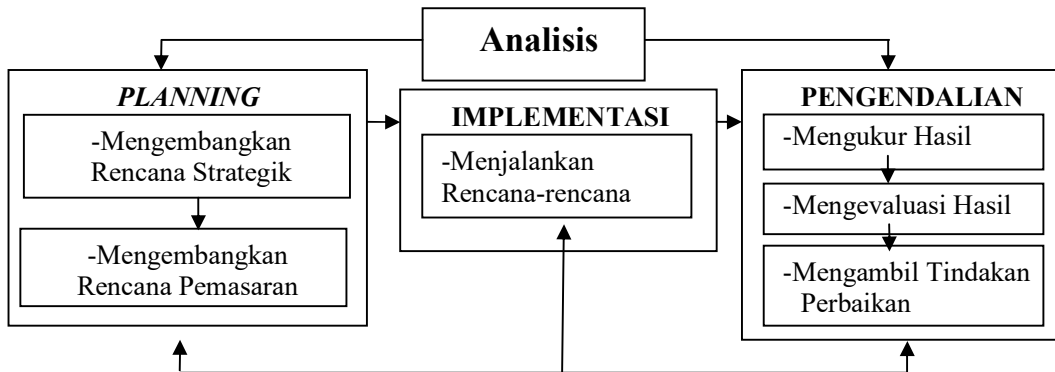 Analisis
PLANNING
-Mengembangkan
Rencana Strategik
-Mengembangkan
Rencana Pemasaran
IMPLEMENTASI
-Menjalankan
Rencana-rencana
PENGENDALIAN
-Mengukur Hasil
-Mengevaluasi Hasil
-Mengambil Tindakan
Perbaikan